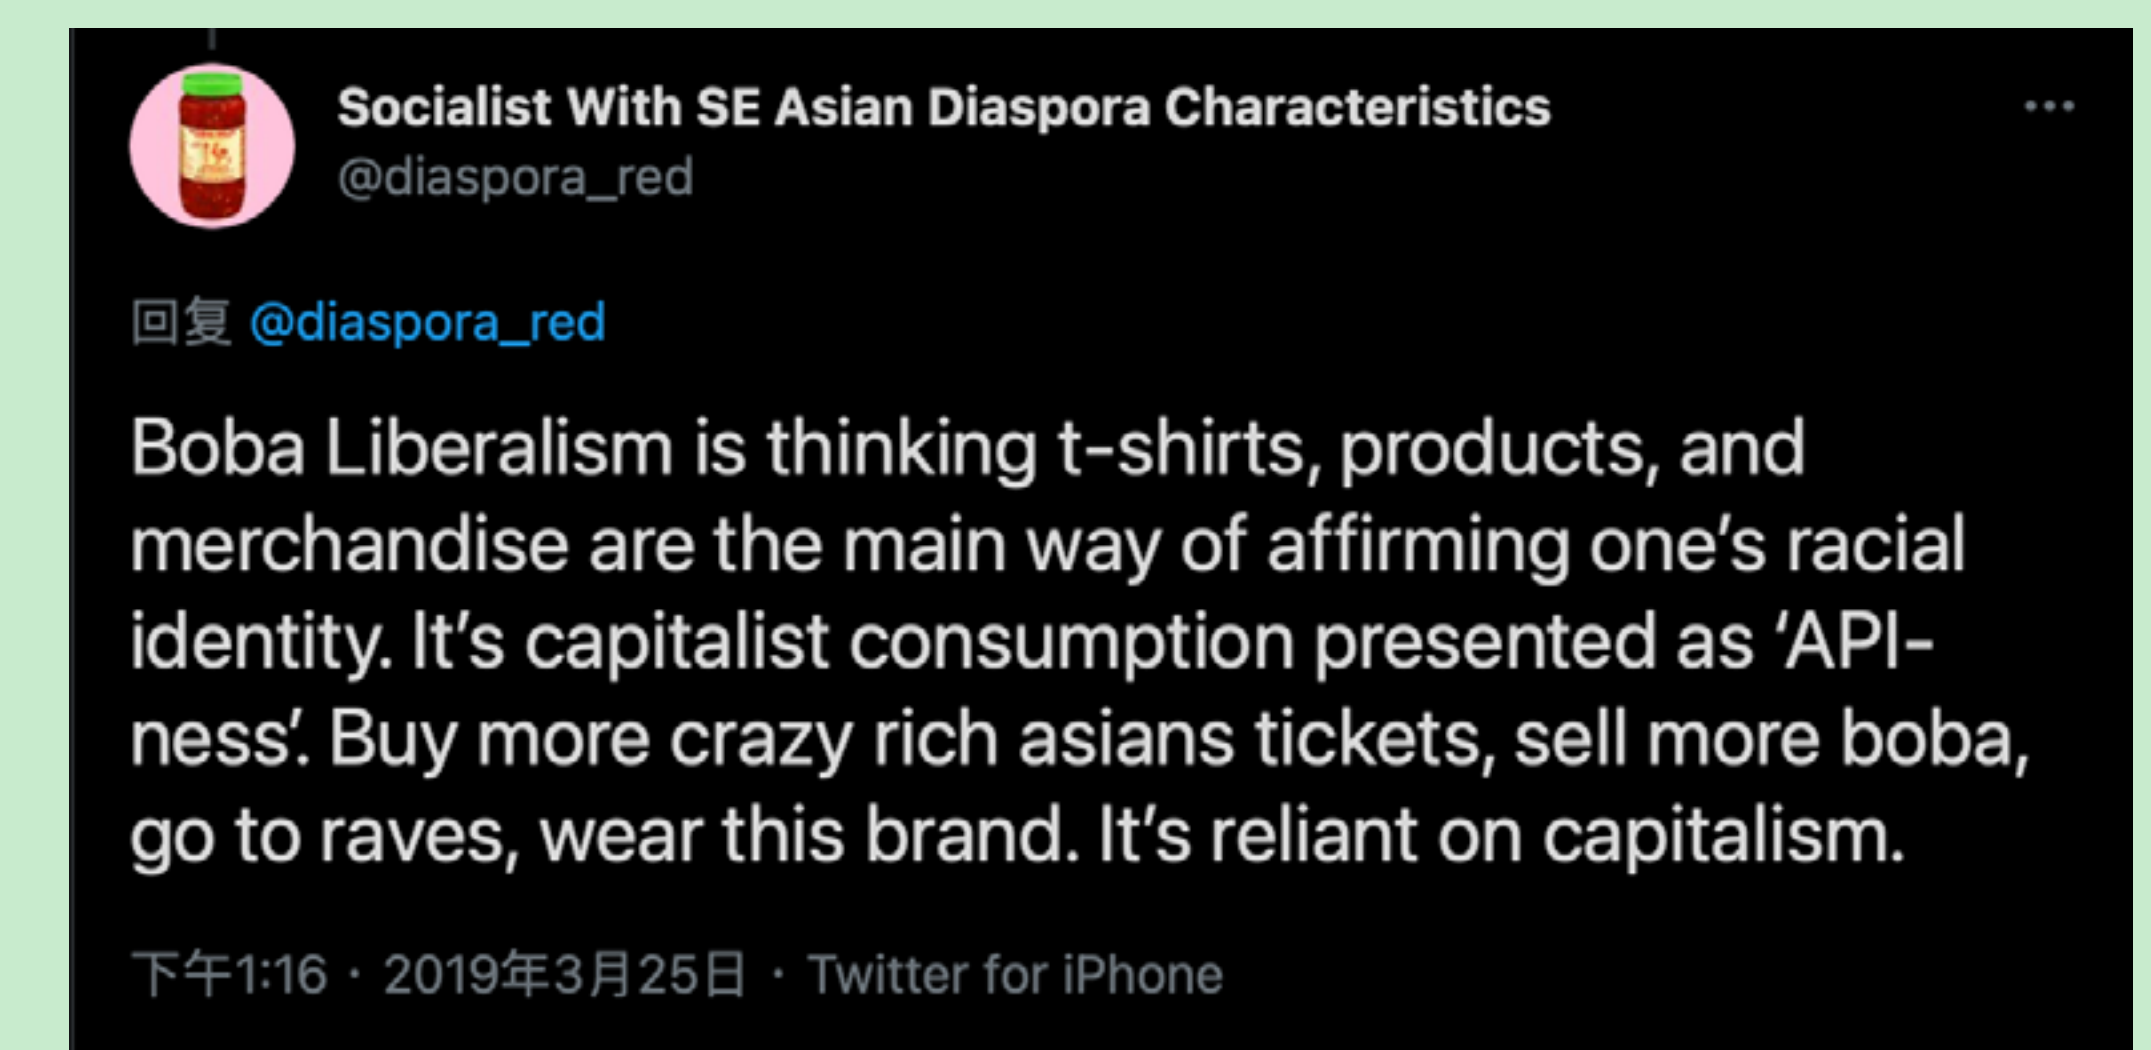 Socialist With SE Asian Diaspora Characteristics
@diaspora_red
回复 @diaspora_red
Boba Liberalism is thinking t-shirts, products, and
merchandise are the main way of affirming one’s racial
identity. It’s capitalist consumption presented as ‘API-
ness’. Buy more crazy rich asians tickets, sell more boba,
go to raves, wear this brand. It’s reliant on capitalism.
下午1:16 · 2019年3月25日 · Twitter for iPhone